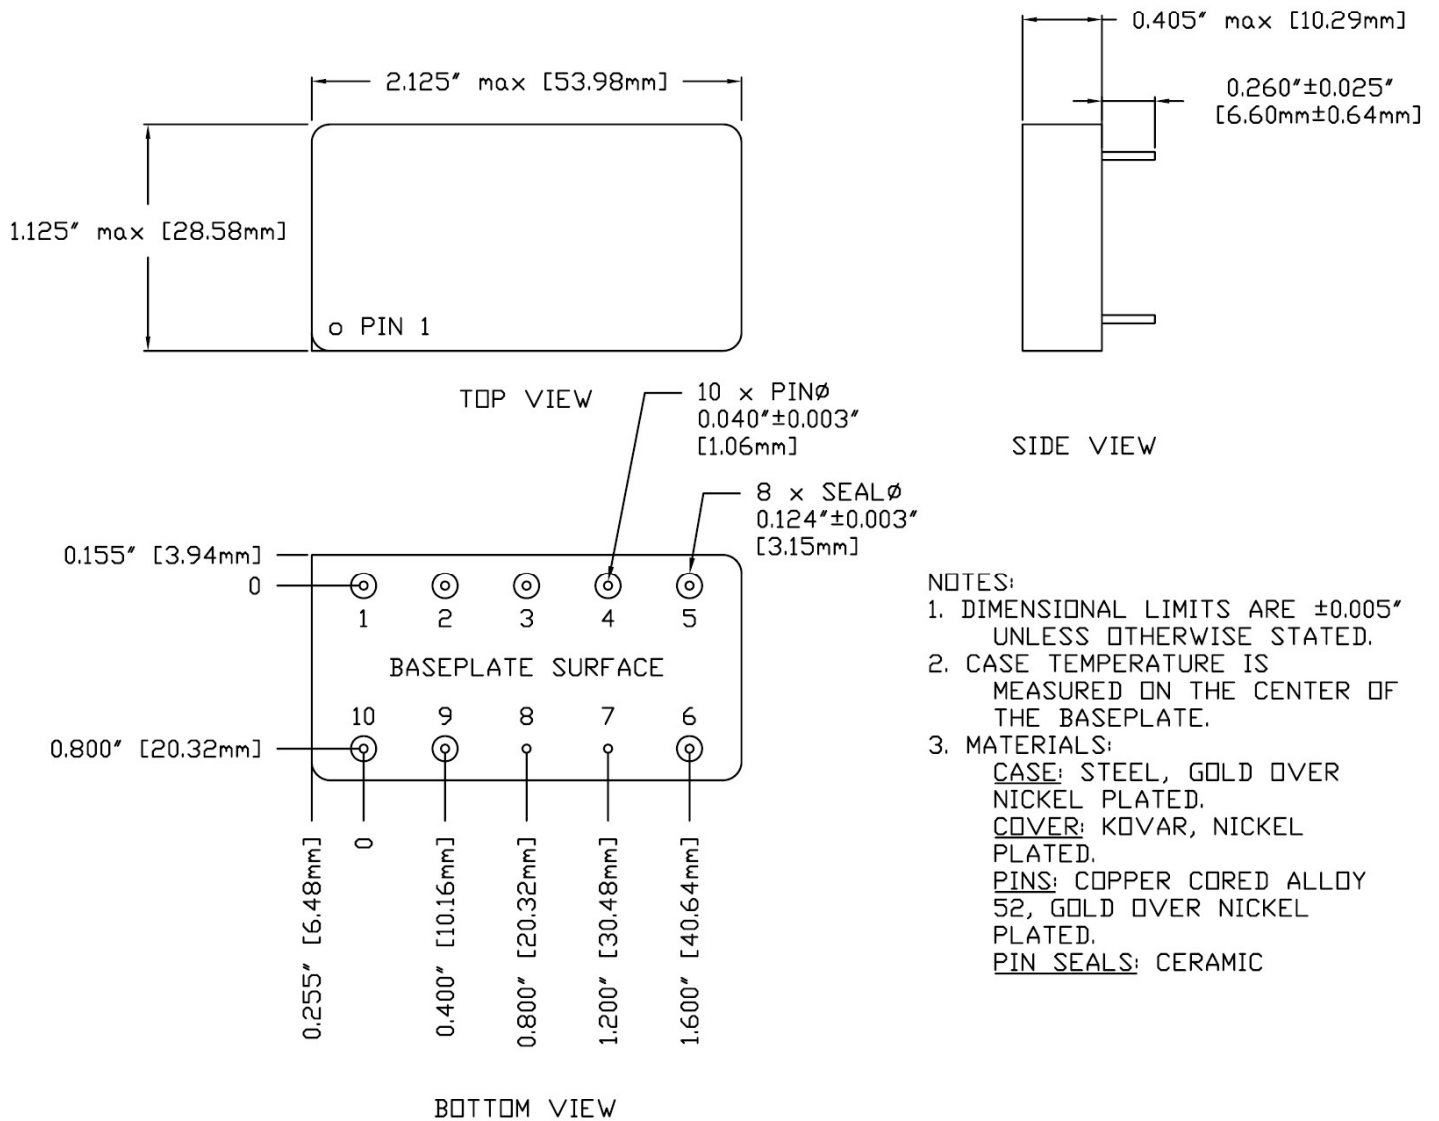 0.405″ max [10.29mm]
2.125″ max [53.98mm]
0.260″±0.025″
[6.60mm±0.64mm]
1.125″ max [28.58mm]
PIN 1
TOP VIEW
10 x PINø
0.040″±0.003″
[1.06mm]
SIDE VIEW
8 x SEALø
0.124″±0.003″
[3.15mm]
0.155″ [3.94mm]
0
1 2 3 4 5
BASEPLATE SURFACE
10 9 8 7 6
0.800″ [20.32mm]
0.255″ [6.48mm]
0
0.400″ [10.16mm]
0.800″ [20.32mm]
1.200″ [30.48mm]
1.600″ [40.64mm]
BOTTOM VIEW
NOTES:
1. DIMENSIONAL LIMITS ARE ±0.005″
UNLESS OTHERWISE STATED.
2. CASE TEMPERATURE IS
MEASURED ON THE CENTER OF
THE BASEPLATE.
3. MATERIALS:
CASE: STEEL, GOLD OVER
NICKEL PLATED.
COVER: KOVAR, NICKEL
PLATED.
PINS: COPPER CORED ALLOY
52, GOLD OVER NICKEL
PLATED.
PIN SEALS: CERAMIC